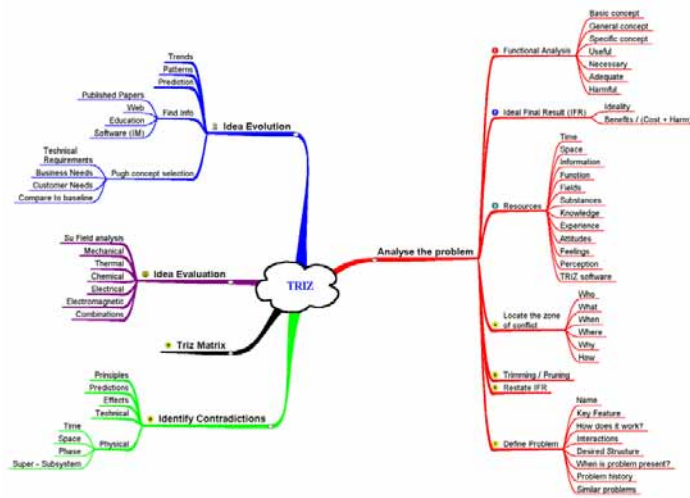 TRIZ
Analyse the problem
Functional Analysis
Basic concept
General concept
Specific concept
Useful
Necessary
Adequate
Harmful
Ideal Final Result (IFR)
Ideality
Benefits / (Cost + Harm)
Resources
Time
Space
Information
Function
Fields
Substances
Knowledge
Experience
Attitudes
Feelings
Perception
TRIZ software
Locate the zone
of conflict
Who
What
When
Where
Why
How
Trimming / Pruning
Restate IFR
Define Problem
Name
Key Feature
How does it work?
Interactions
Desired Structure
When is problem present?
Problem history
Similar problems
Idea Evolution
Trends
Patterns
Prediction
Find Info
Published Papers
Web
Education
Software (IM)
Pugh concept selection
Technical
Requirements
Business Needs
Customer Needs
Compare to baseline
Idea Evaluation
Su Field analysis
Mechanical
Thermal
Chemical
Electrical
Electromagnetic
Combinations
Triz Matrix
Identify Contradictions
Principles
Predictions
Effects
Technical
Physical
Time
Space
Phase
Super - Subsystem